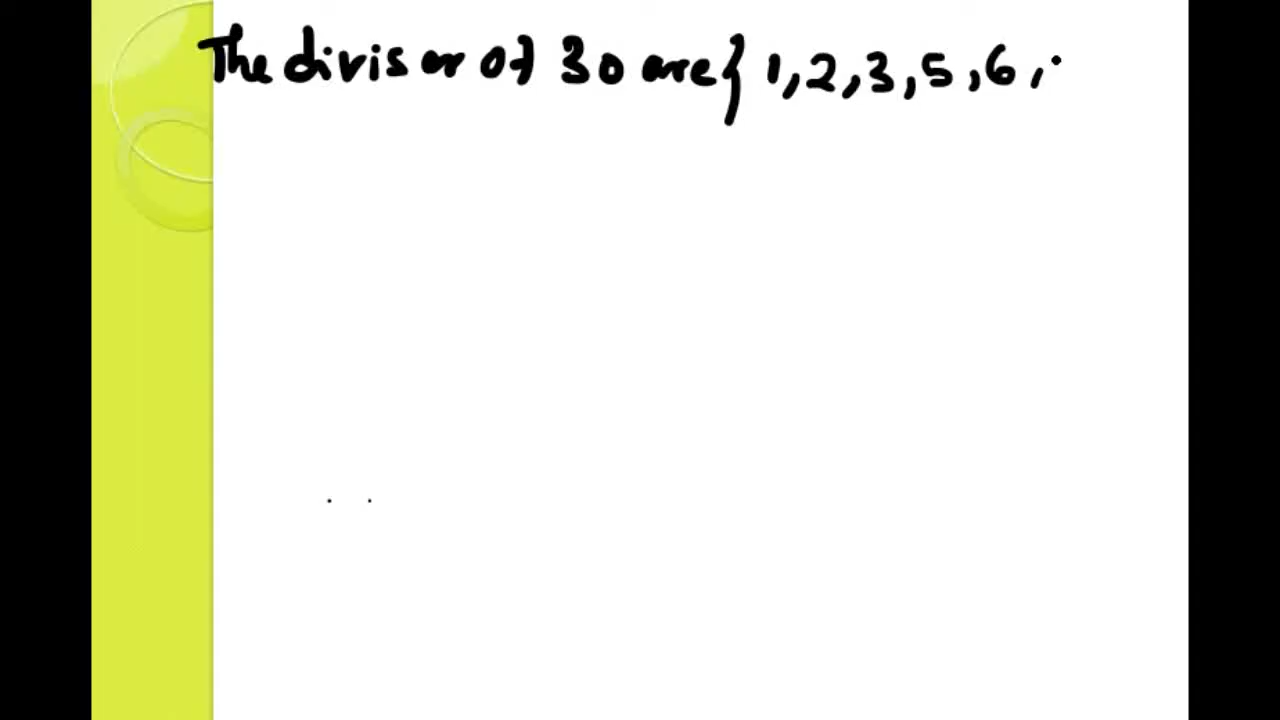 The divisor of 30 are { 1, 2, 3, 5, 6 ,